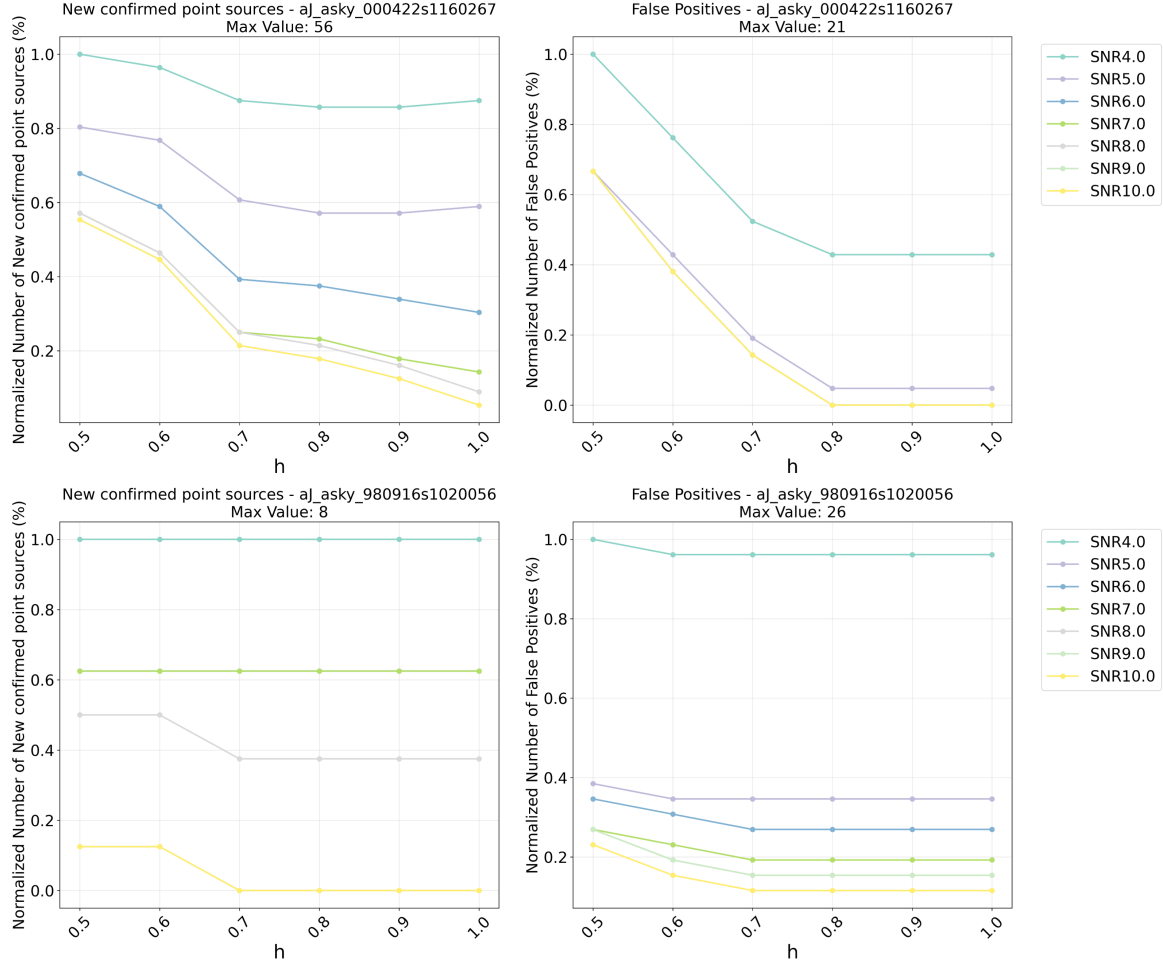 New confirmed point sources - aJ_asky_000422s1160267
Max Value: 56
Normalized Number of New confirmed point sources (%)
1.0
0.8
0.6
0.4
0.2
0.5
0.6
0.7
0.8
0.9
1.0
h
False Positives - aJ_asky_000422s1160267
Max Value: 21
Normalized Number of False Positives (%)
1.0
0.8
0.6
0.4
0.2
0.0
0.5
0.6
0.7
0.8
0.9
1.0
h
SNR4.0
SNR5.0
SNR6.0
SNR7.0
SNR8.0
SNR9.0
SNR10.0
New confirmed point sources - aJ_asky_980916s1020056
Max Value: 8
Normalized Number of New confirmed point sources (%)
1.0
0.8
0.6
0.4
0.2
0.0
0.5
0.6
0.7
0.8
0.9
1.0
h
False Positives - aJ_asky_980916s1020056
Max Value: 26
Normalized Number of False Positives (%)
1.0
0.8
0.6
0.4
0.2
0.5
0.6
0.7
0.8
0.9
1.0
h
SNR4.0
SNR5.0
SNR6.0
SNR7.0
SNR8.0
SNR9.0
SNR10.0